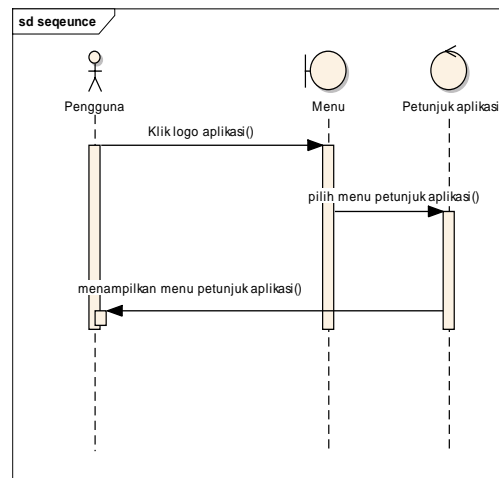 sd seqeunce
Pengguna
Menu
Petunjuk aplikasi
Klik logo aplikasi()
pilih menu petunjuk aplikasi()
menampilkan menu petunjuk aplikasi()